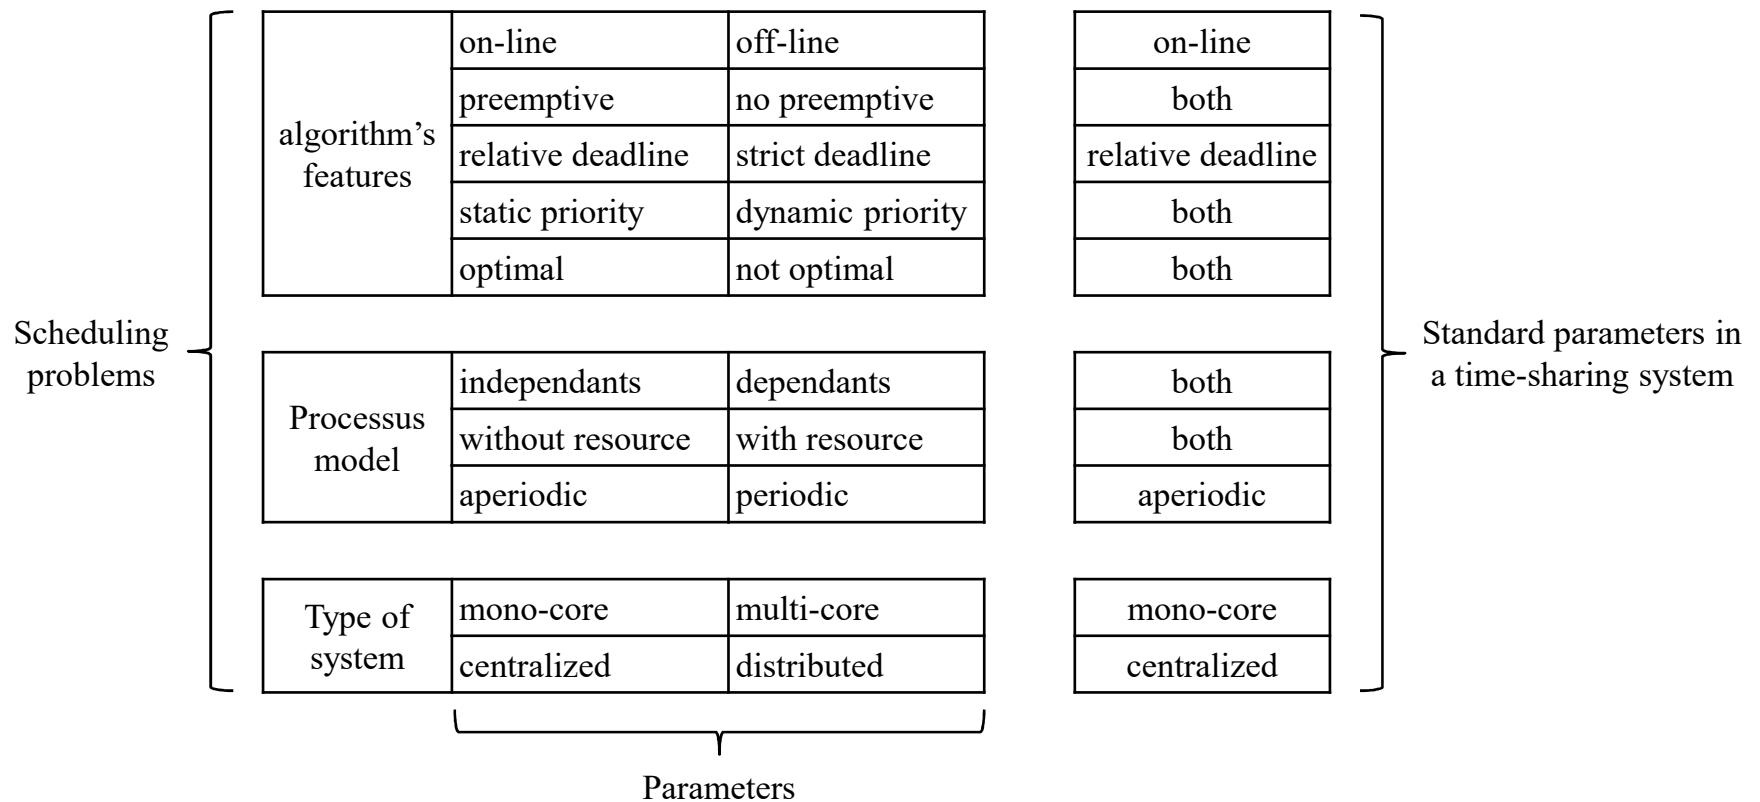 on-line off-line on-line
preemptive no preemptive both
algorithm's
relative deadline strict deadline relative deadline
features
static priority dynamic priority both
optimal not optimal both
Scheduling
problems
Standard parameters in
a time-sharing system
independants dependants both
Processus
model
without resource with resource both
aperiodic periodic aperiodic
Type of
system
mono-core multi-core mono-core
centralized distributed centralized
Parameters